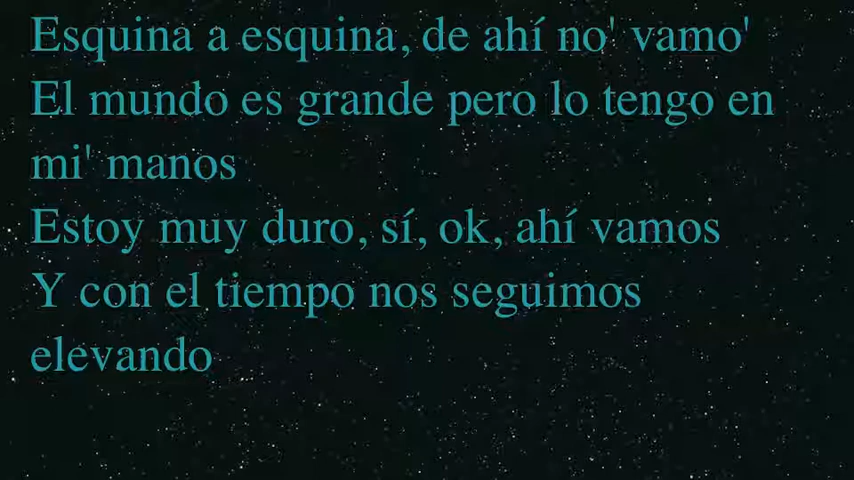 Esquina a esquina, de ahí no' vamo'
El mundo es grande pero lo tengo en
mi' manos
Estoy muy duro, sí, ok, ahí vamos
Y con el tiempo nos seguimos
elevando